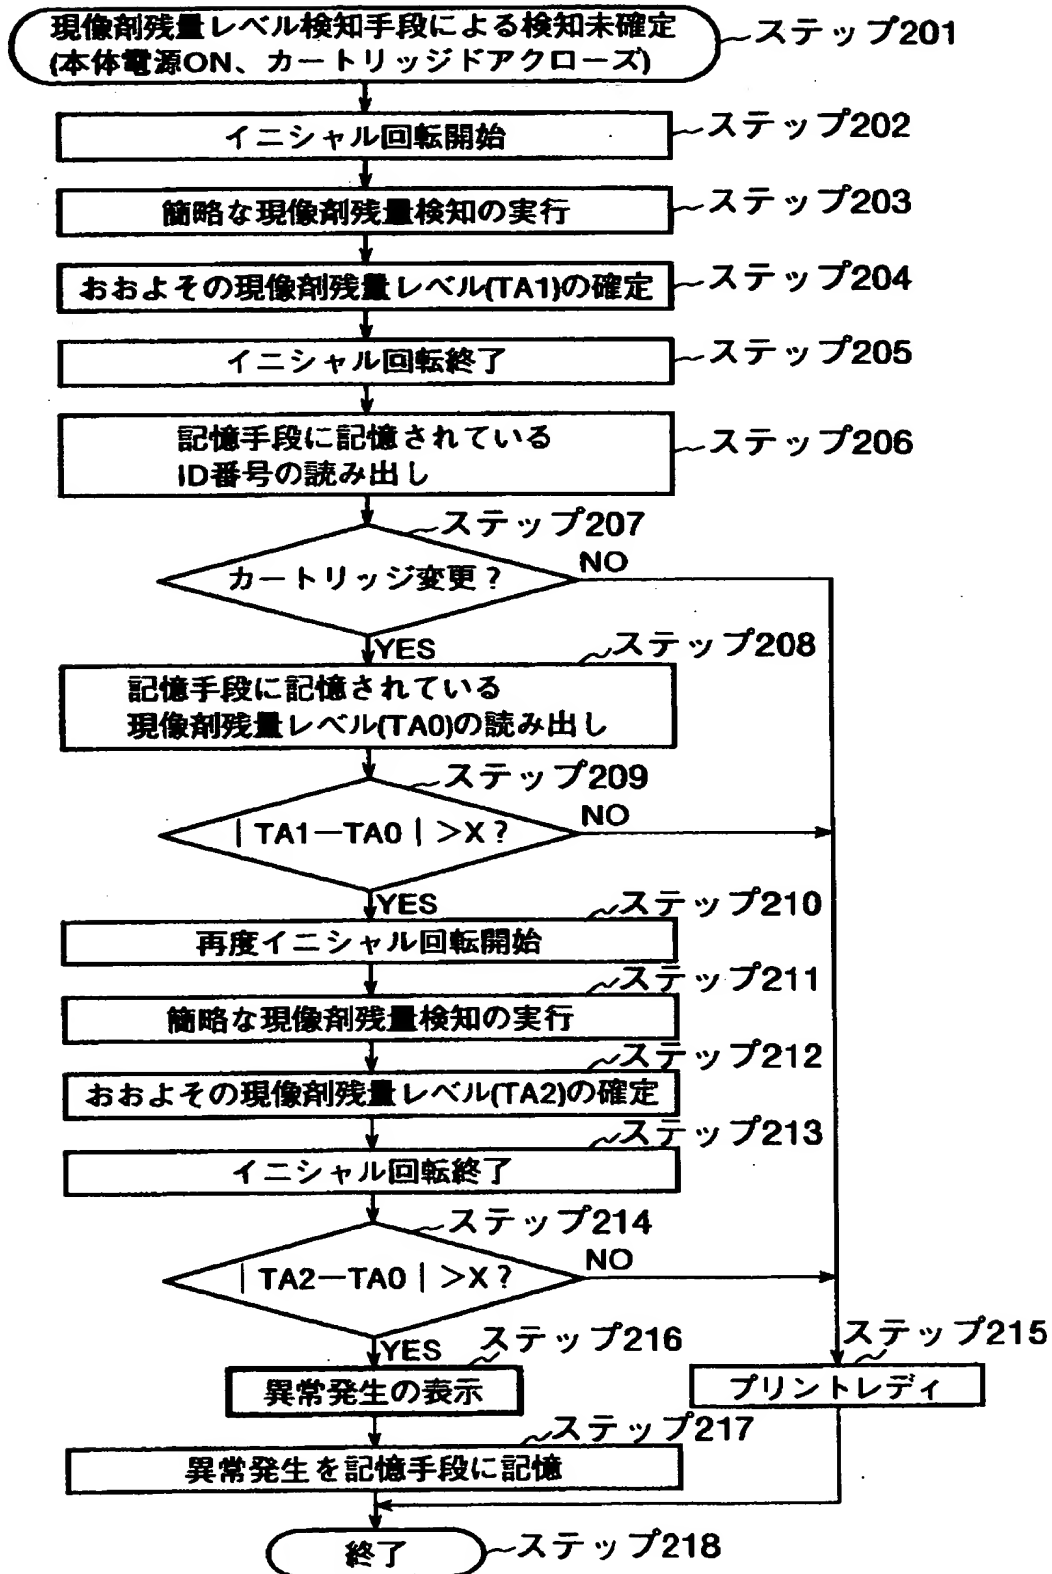 現像剤残量レベル検知手段による検知未確定
(本体電源ON、カートリッジドアクローズ)
ステップ201
イニシャル回転開始
ステップ202
簡略な現像剤残量検知の実行
ステップ203
おおよその現像剤残量レベル(TA1)の確定
ステップ204
イニシャル回転終了
ステップ205
記憶手段に記憶されている
ID番号の読み出し
ステップ206
ステップ207
カートリッジ変更？
NO
YES
ステップ208
記憶手段に記憶されている
現像剤残量レベル(TA0)の読み出し
ステップ209
｜TA1－TA0｜＞X？
NO
YES
ステップ210
再度イニシャル回転開始
ステップ211
簡略な現像剤残量検知の実行
ステップ212
おおよその現像剤残量レベル(TA2)の確定
ステップ213
イニシャル回転終了
ステップ214
｜TA2－TA0｜＞X？
NO
YES
ステップ216
異常発生の表示
ステップ215
プリントレディ
ステップ217
異常発生を記憶手段に記憶
終了
ステップ218